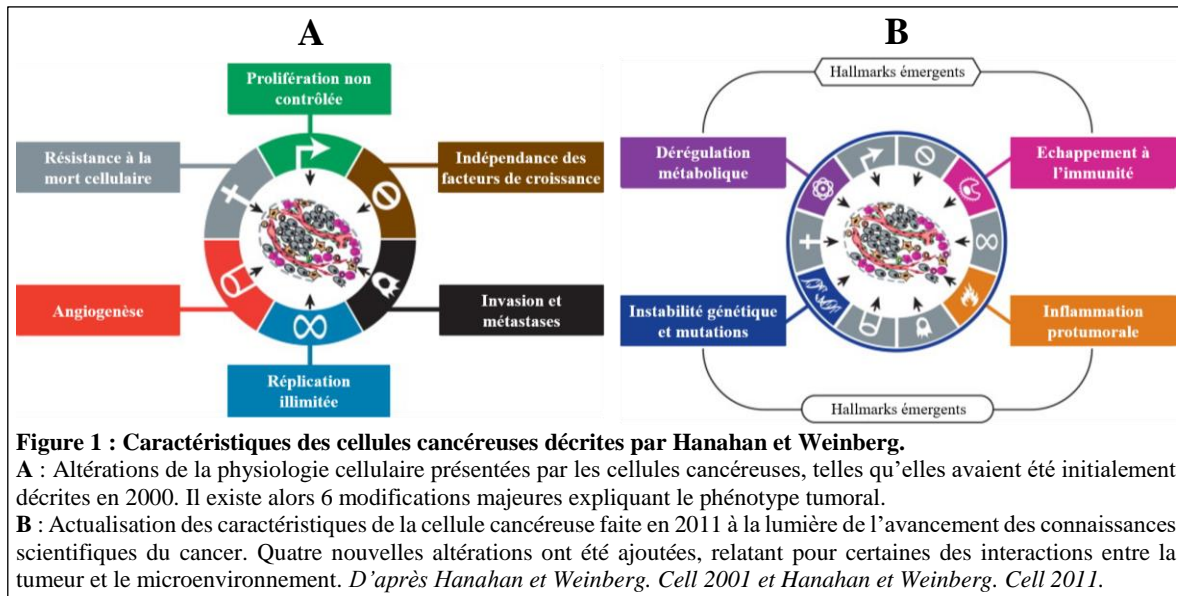 A
B
Prolifération non
contrôlée
Résistance à la
mort cellulaire
Indépendance des
facteurs de croissance
Angiogenèse
Invasion et
métastases
Réplication
illimitée
Hallmarks émergents
Dérégulation
métabolique
Echappement à
l'immunité
Instabilité génétique
et mutations
Inflammation
protumorale
Hallmarks émergents
Figure 1 : Caractéristiques des cellules cancéreuses décrites par Hanahan et Weinberg.
A : Altérations de la physiologie cellulaire présentées par les cellules cancéreuses, telles qu'elles avaient été initialement
décrites en 2000. Il existe alors 6 modifications majeures expliquant le phénotype tumoral.
B : Actualisation des caractéristiques de la cellule cancéreuse faite en 2011 à la lumière de l'avancement des connaissances
scientifiques du cancer. Quatre nouvelles altérations ont été ajoutées, relatant pour certaines des interactions entre la
tumeur et le microenvironnement. D'après Hanahan et Weinberg. Cell 2001 et Hanahan et Weinberg. Cell 2011.